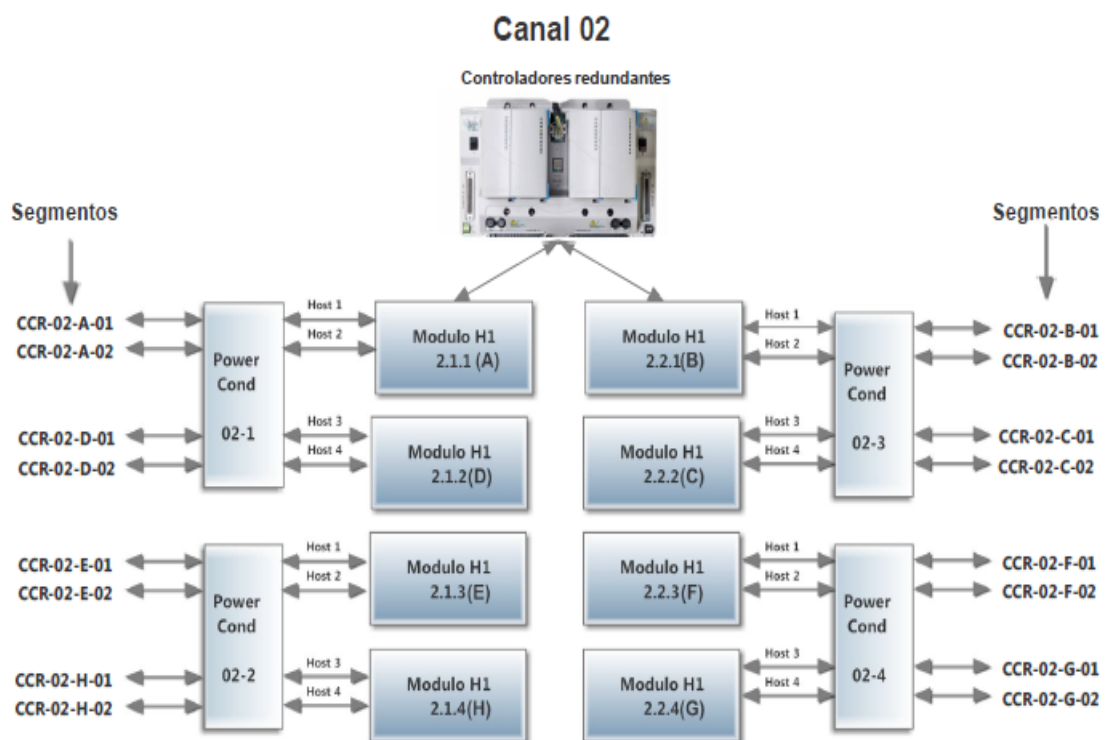 Canal 02
Controladores redundantes
Segmentos
Segmentos
CCR-02-A-01
CCR-02-A-02
Power
Cond
02-1
Host 1
Host 2
Modulo H1
2.1.1 (A)
CCR-02-D-01
CCR-02-D-02
Host 3
Host 4
Modulo H1
2.1.2(D)
CCR-02-E-01
CCR-02-E-02
Power
Cond
02-2
Host 1
Host 2
Modulo H1
2.1.3(E)
CCR-02-H-01
CCR-02-H-02
Host 3
Host 4
Modulo H1
2.1.4(H)
Modulo H1
2.2.1(B)
Host 1
Host 2
Power
Cond
02-3
CCR-02-B-01
CCR-02-B-02
Modulo H1
2.2.2(C)
Host 3
Host 4
CCR-02-C-01
CCR-02-C-02
Modulo H1
2.2.3(F)
Host 1
Host 2
Power
Cond
02-4
CCR-02-F-01
CCR-02-F-02
Modulo H1
2.2.4(G)
Host 3
Host 4
CCR-02-G-01
CCR-02-G-02